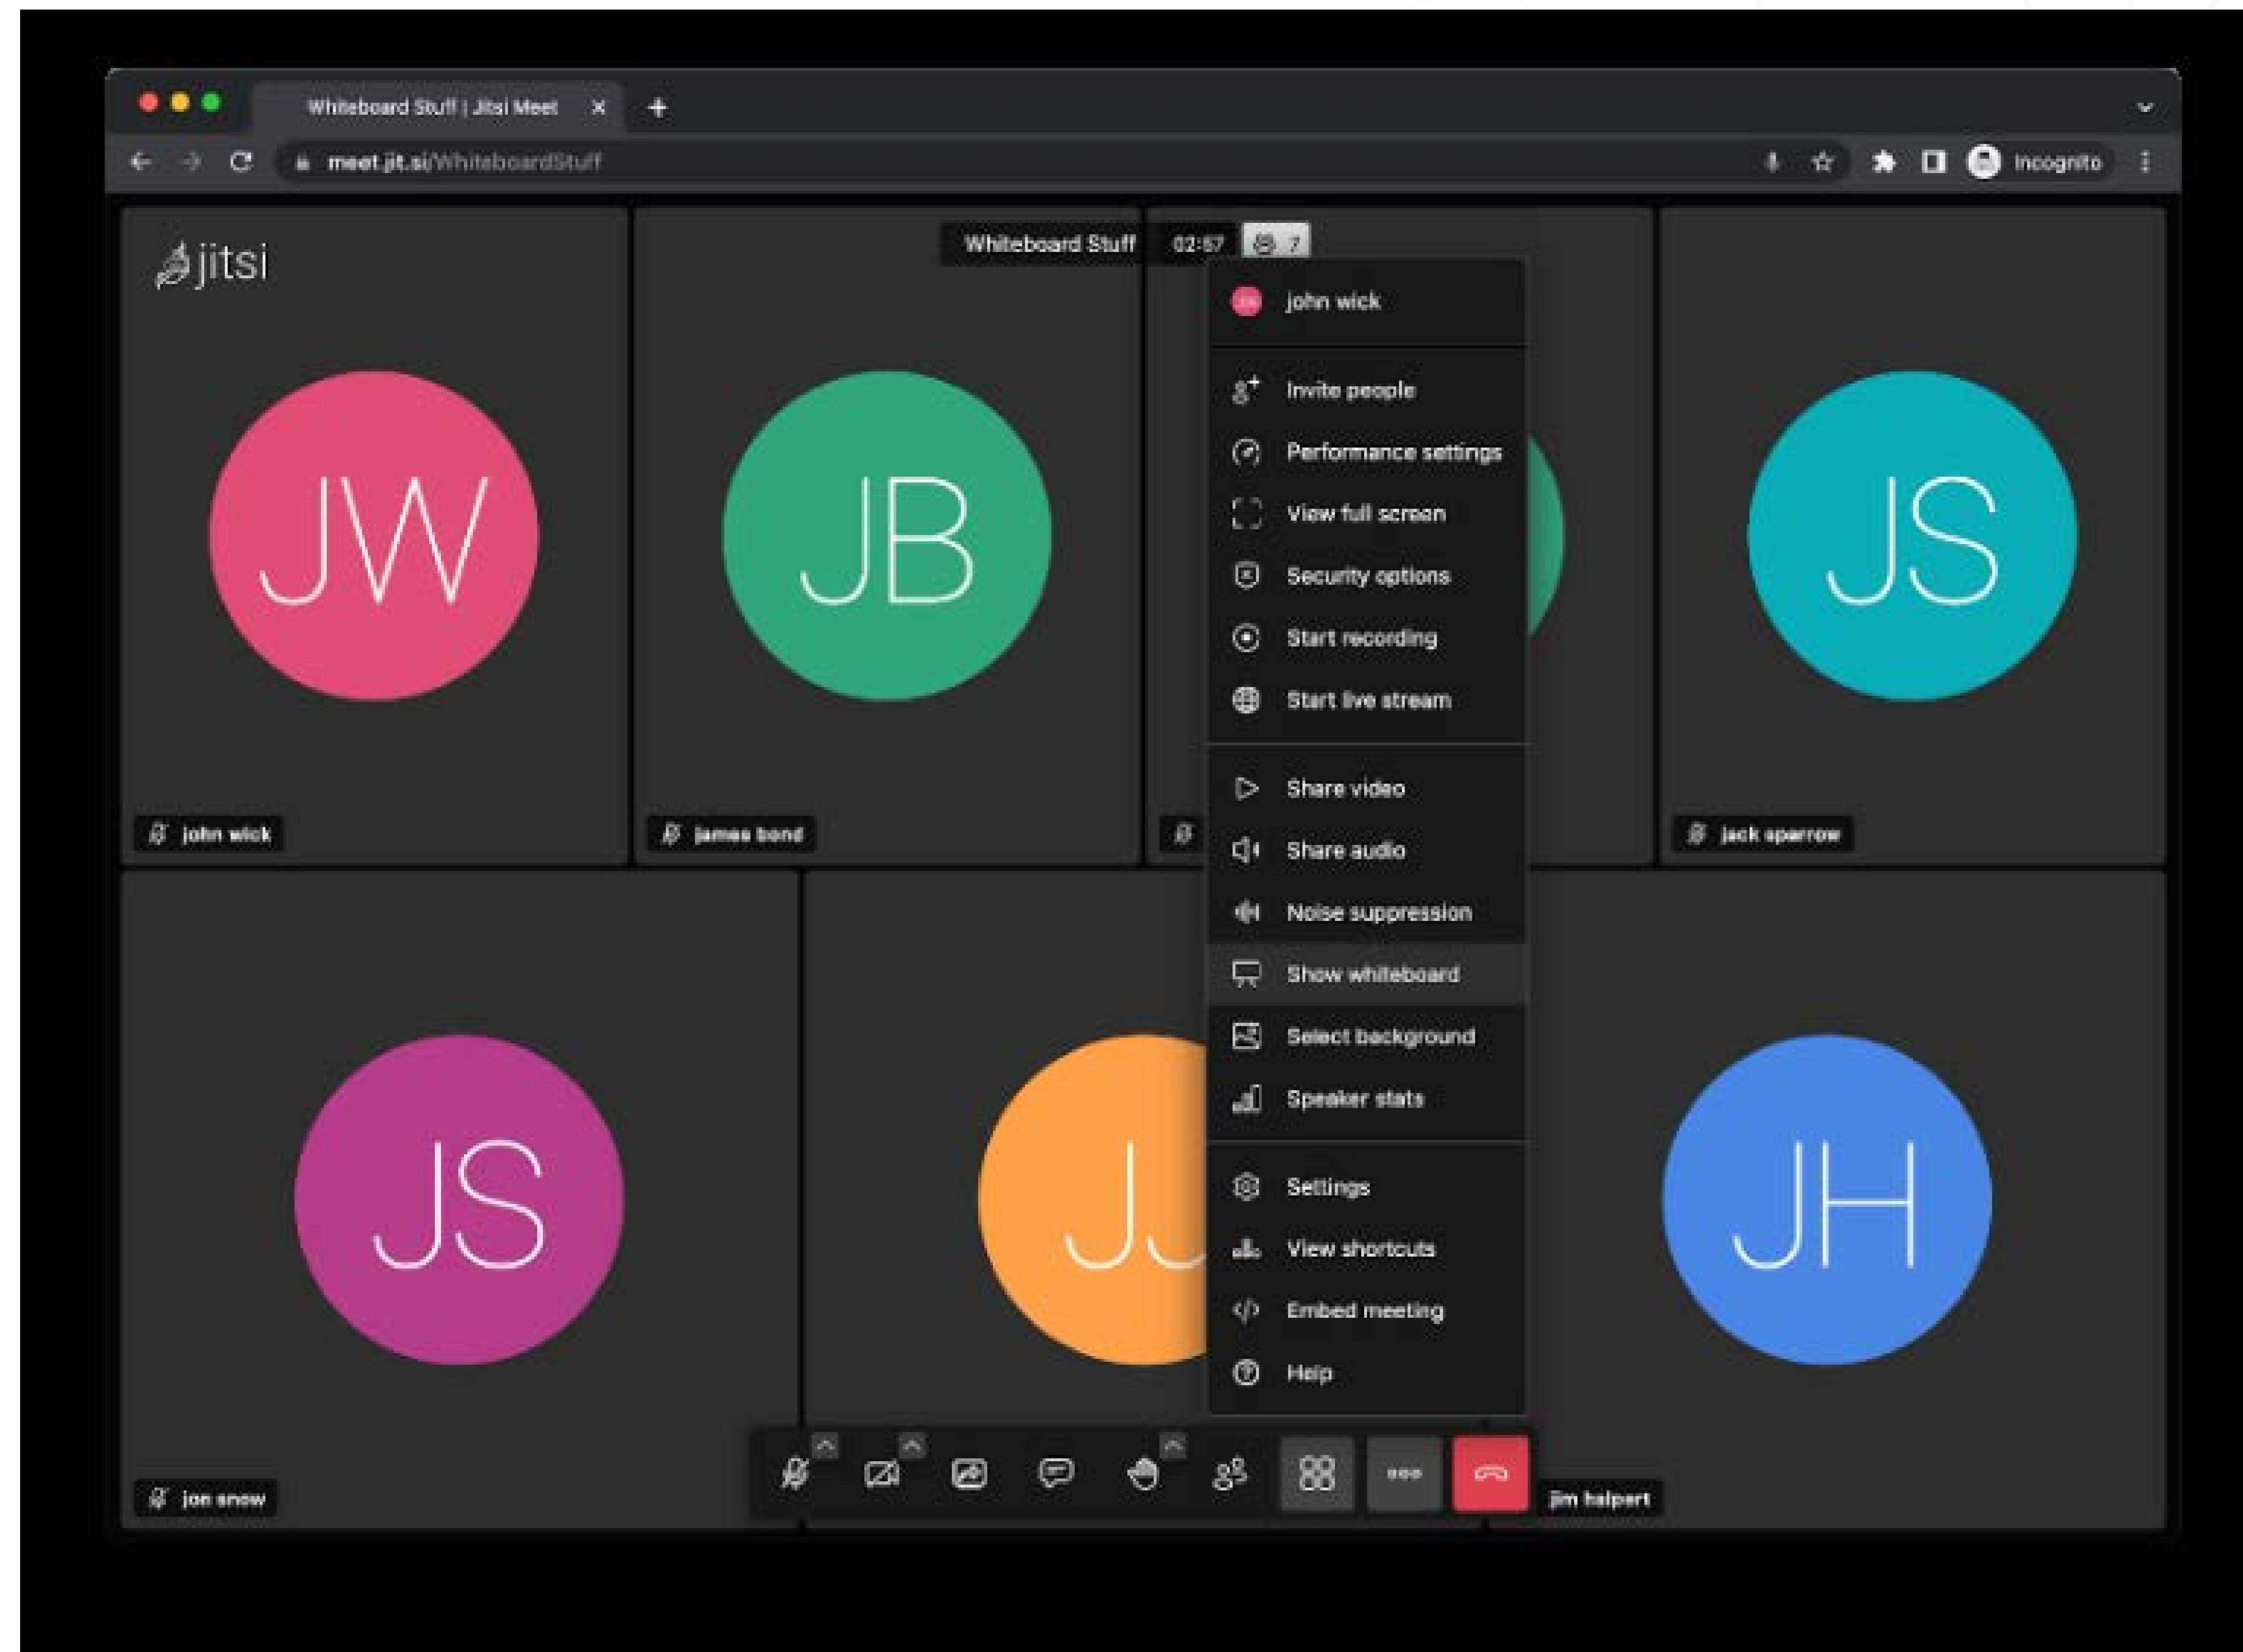 Whiteboard Stuff | Jitsi Meet
meet.jit.si/WhiteboardStuff
Incognito
jitsi
Whiteboard Stuff 02:57 7
john wick
Invite people
Performance settings
View full screen
Security options
Start recording
Start live stream
Share video
Share audio
Noise suppression
Show whiteboard
Select background
Speaker stats
Settings
View shortcuts
Embed meeting
Help
JW
JB
JS
john wick
james bond
jack sparrow
JS
JJ
JH
jon snow
jim halpert